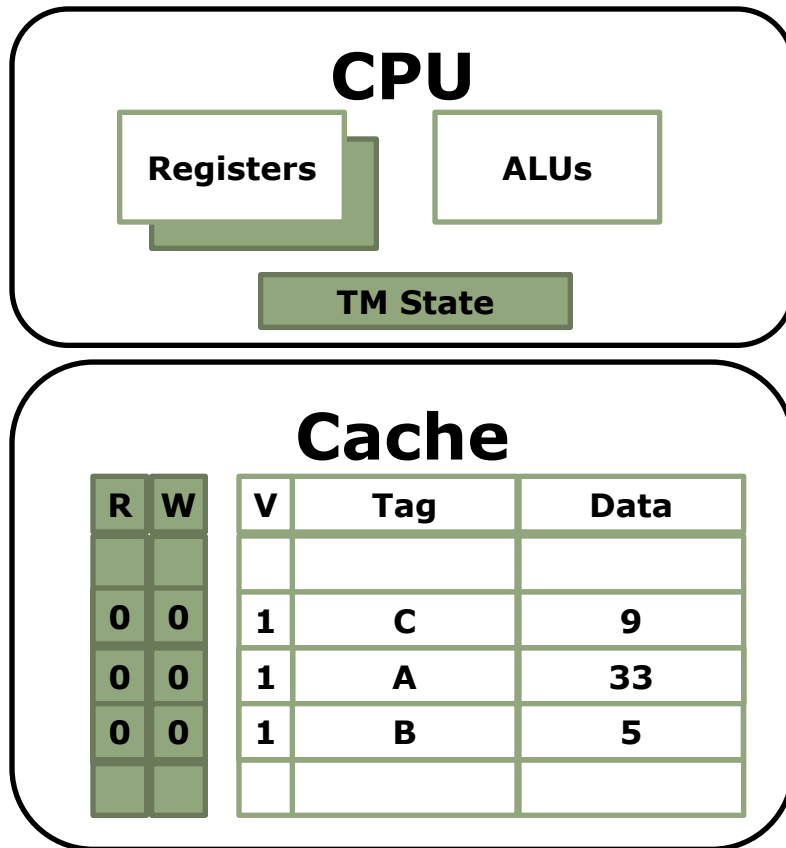 CPU
Registers ALUs
TM State
Cache
R W V Tag Data
0 0 1 C 9
0 0 1 A 33
0 0 1 B 5